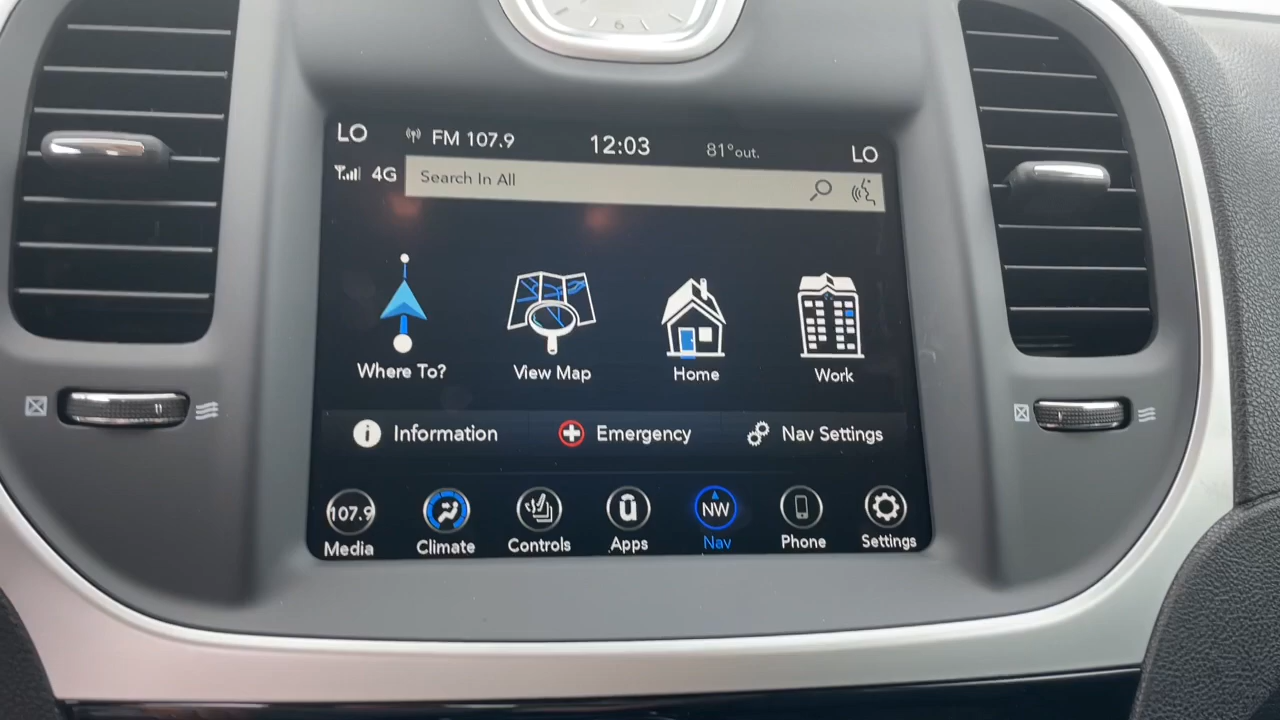 6
LO FM 107.9 12:03 81°out. LO
4G Search In All
Where To? View Map Home Work
Information Emergency Nav Settings
107.9 NW
Media Climate Controls Apps Nav Phone Settings